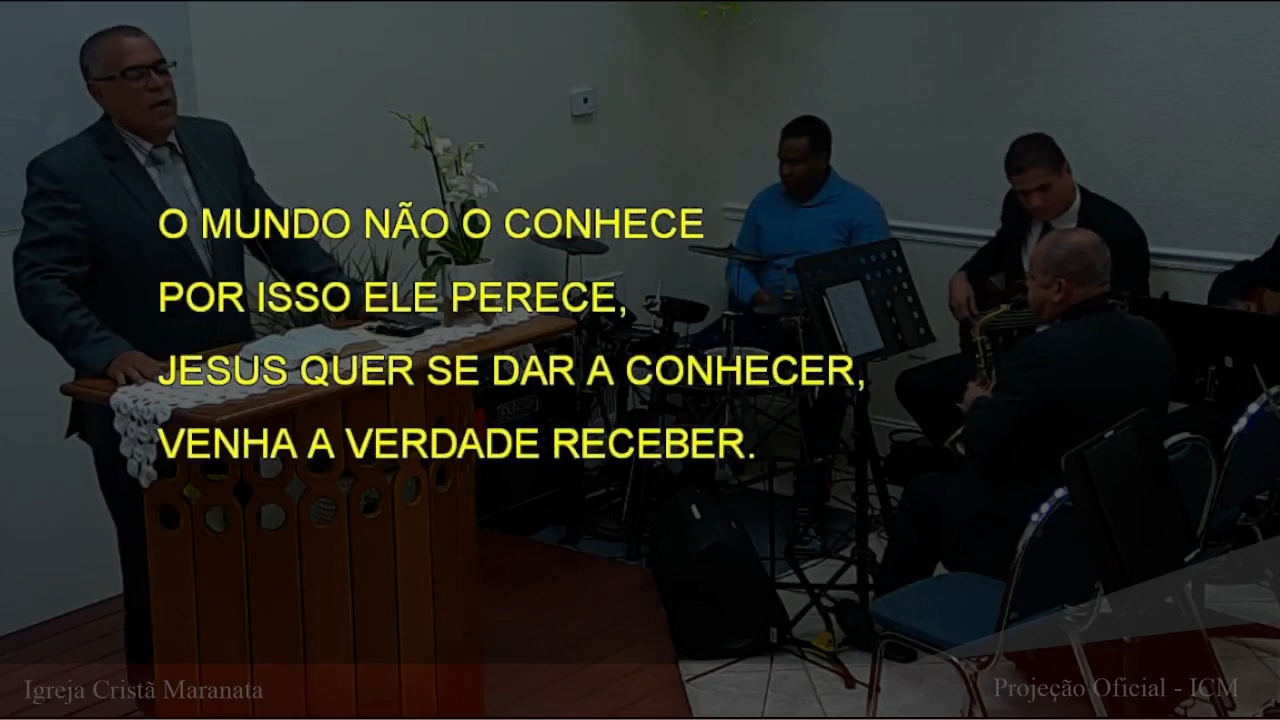 O MUNDO NÃO O CONHECE
POR ISSO ELE PERECE,
JESUS QUER SE DAR A CONHECER,
VENHA A VERDADE RECEBER.
Igreja Cristã Maranata
Projeção Oficial - ICM